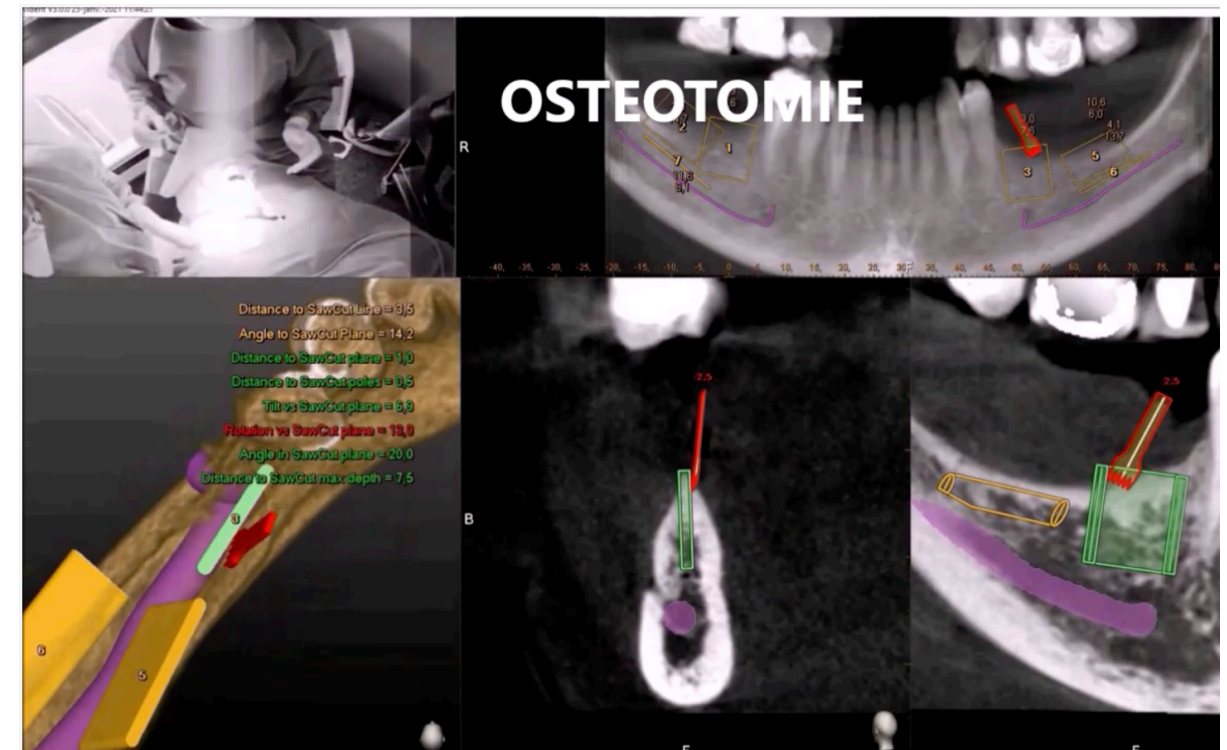 OSTEOTOMIE
R
2
1
7
11,6
8,1
3
10,6
6,0
4,1
13,7
5
6
-40, -35, -30, -25, -20, -15, -10, -5, 0 5, 10, 15, 20, 25, 30, 35, 40, 45, 50, 55, 60, 65, 70, 75, 80,
Distance to SawCut Line = 3,5
Angle to SawCut Plane = 14,2
Distance to SawCut plane = 1,0
Distance to SawCut poles = 0,5
Tilt vs SawCut plane = 5,9
Rotation vs SawCut plane = 13,0
Angle in SawCut plane = 20,0
Distance to SawCut max depth = 7,5
3
6
5
B
2,5
2,5